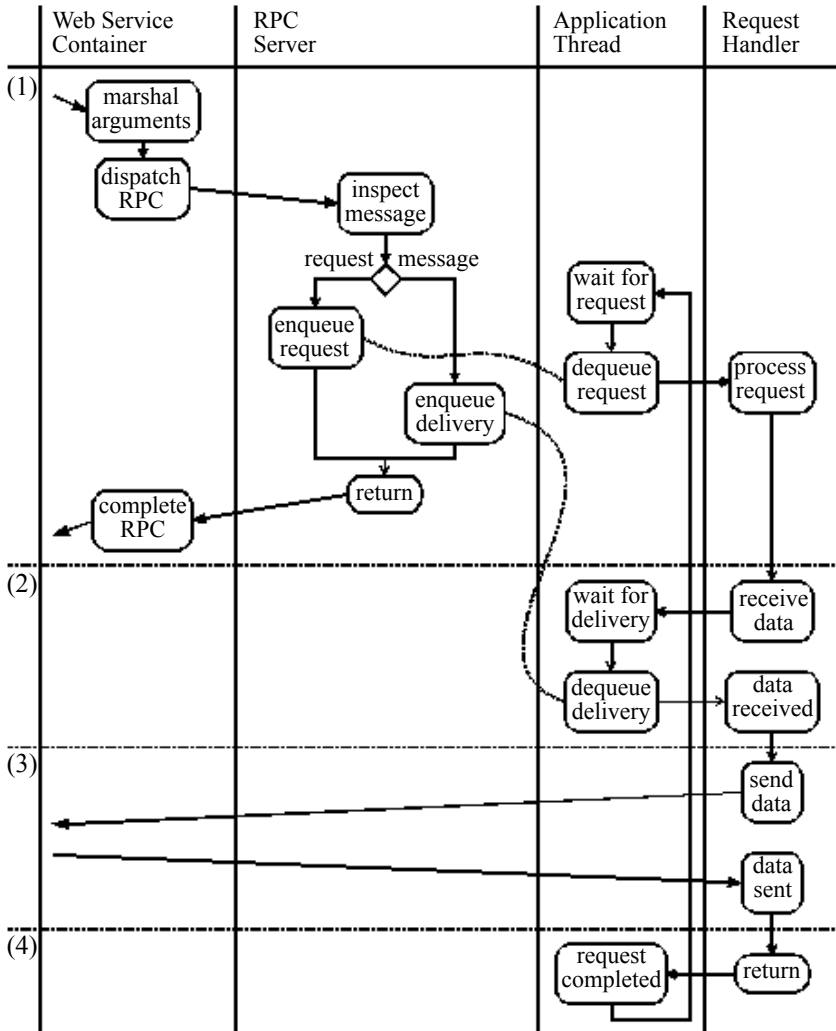 Web Service
Container
RPC
Server
Application
Thread
Request
Handler
(1)
marshal
arguments
dispatch
RPC
inspect
message
request
message
enqueue
request
wait for
request
dequeue
request
process
request
enqueue
delivery
return
complete
RPC
(2)
wait for
delivery
receive
data
dequeue
delivery
data
received
(3)
send
data
data
sent
(4)
request
completed
return